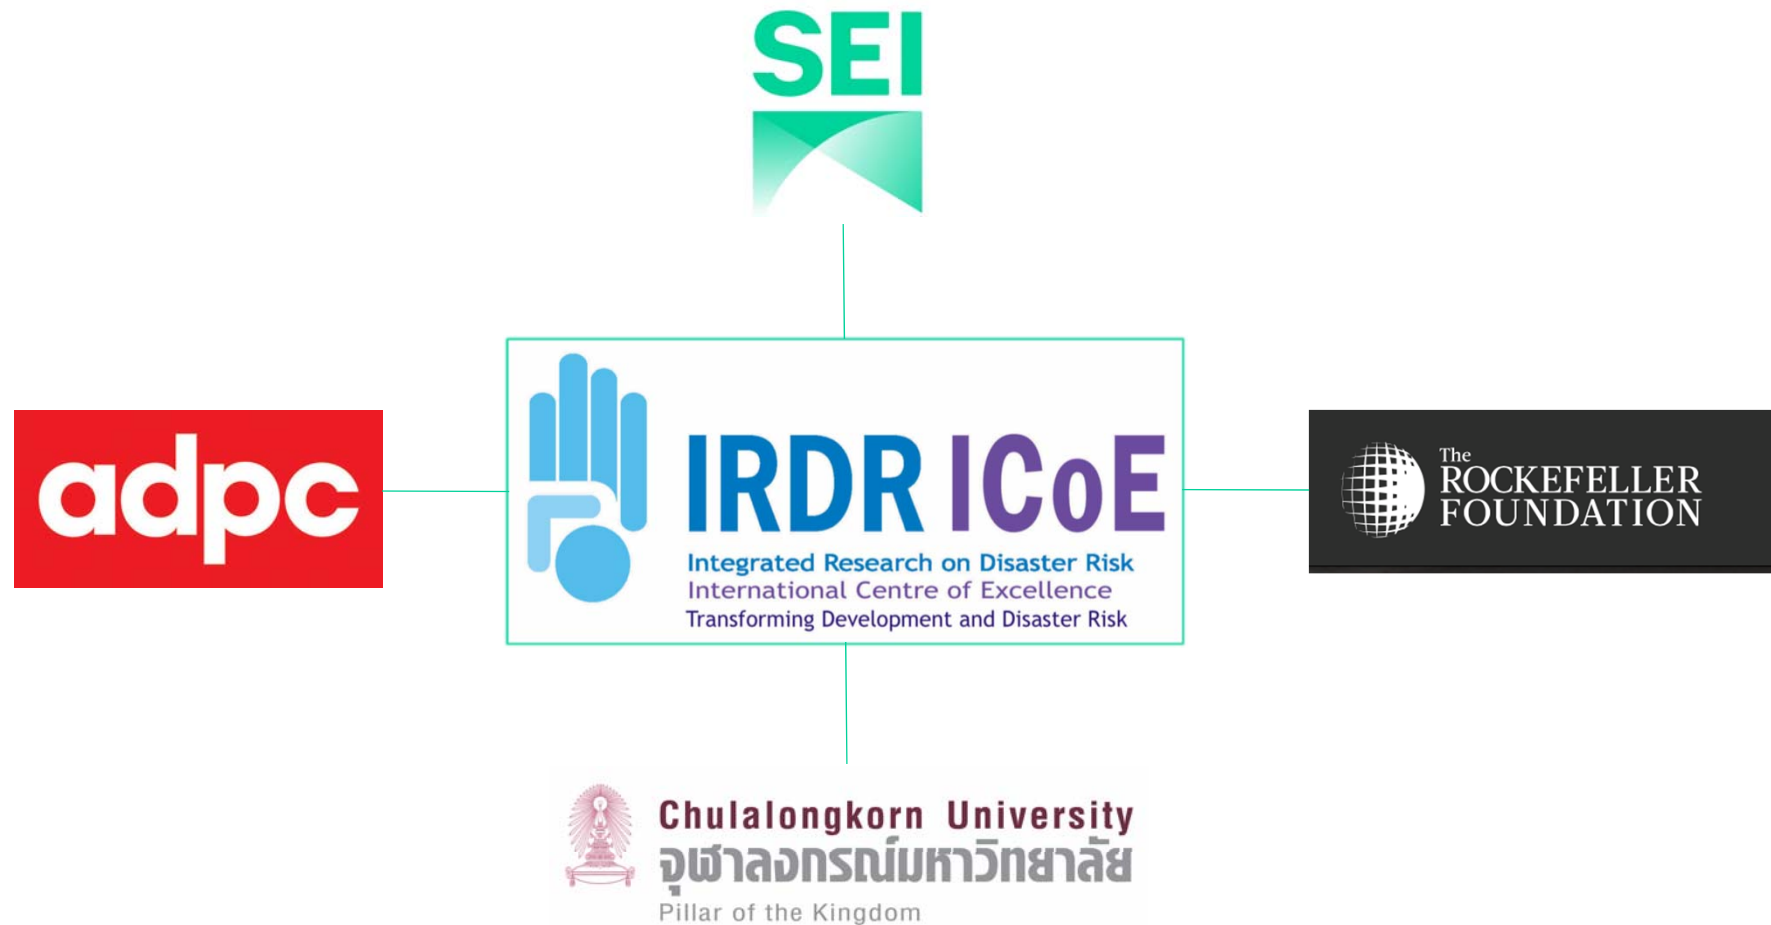 SEI
adpc
IRDR ICoE
Integrated Research on Disaster Risk
International Centre of Excellence
Transforming Development and Disaster Risk
The
ROCKEFELLER
FOUNDATION
Chulalongkorn University
จุฬาลงกรณ์มหาวิทยาลัย
Pillar of the Kingdom